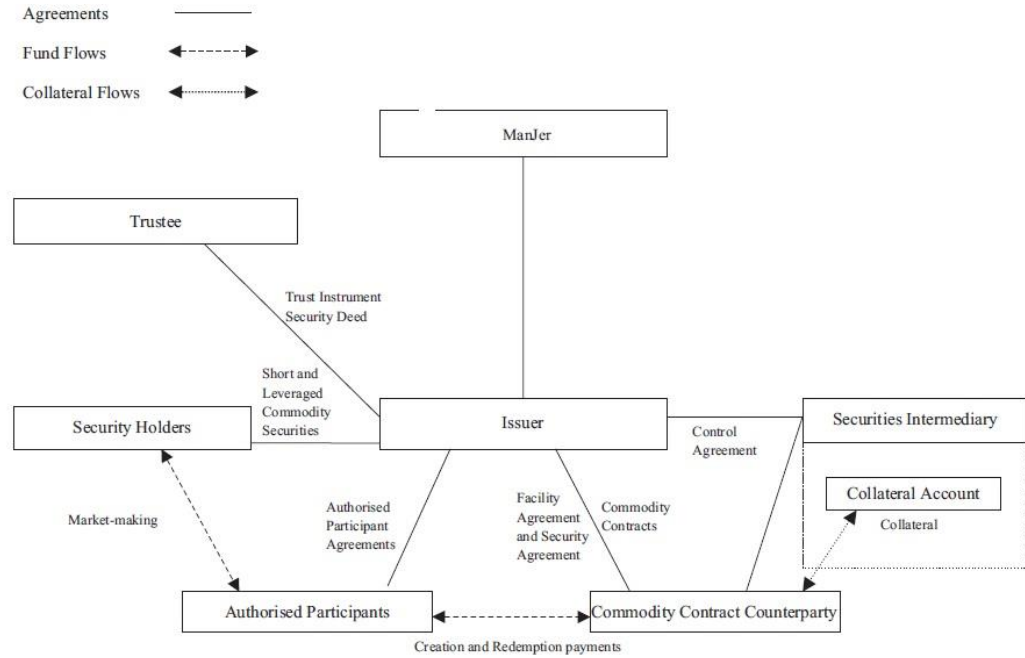 Agreements
Fund Flows
Collateral Flows
ManJer
Trustee
Trust Instrument
Security Deed
Short and
Leveraged
Commodity
Securities
Security Holders
Issuer
Control
Agreement
Securities Intermediary
Collateral Account
Collateral
Market-making
Authorised
Participant
Agreements
Facility
Agreement
and Security
Agreement
Commodity
Contracts
Authorised Participants
Commodity Contract Counterparty
Creation and Redemption payments